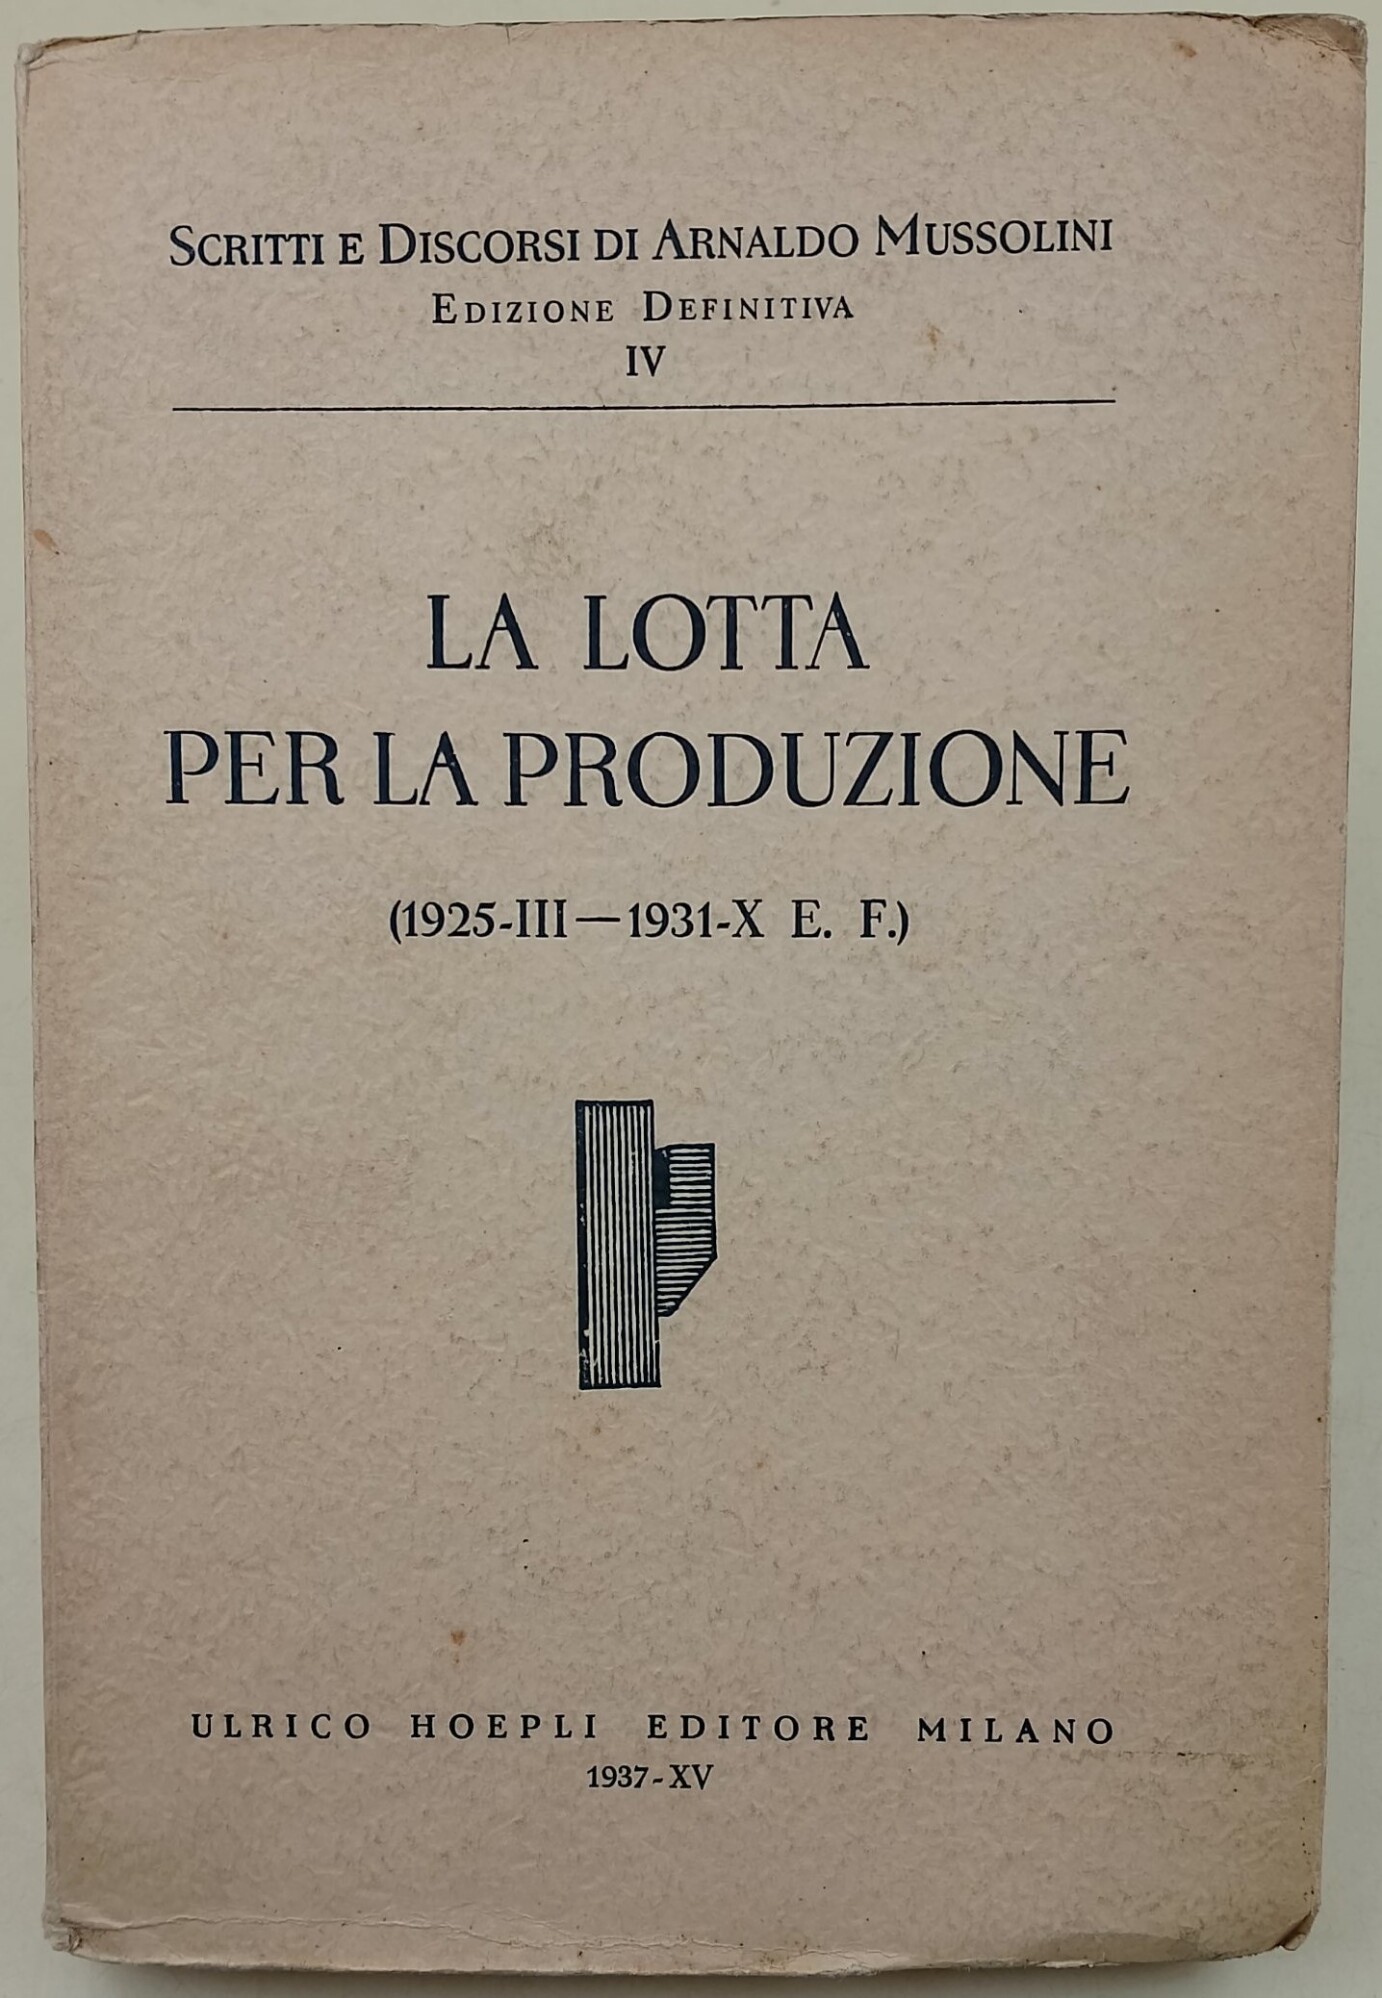 SCRITTI E DISCORSI DI ARNALDO MUSSOLINI
EDIZIONE DEFINITIVA
IV
LA LOTTA
PER LA PRODUZIONE
(1925-III—1931-X E. F.)
ULRICO HOEPLI EDITORE MILANO
1937-XV